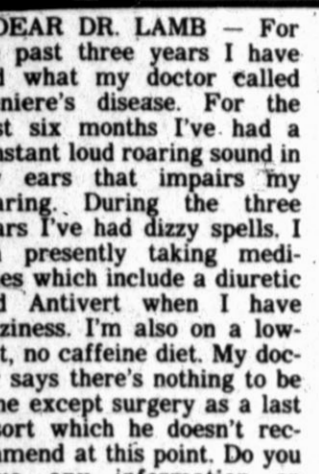 DEAR DR. LAMB — For
past three years I have
what my doctor called
niere's disease. For the
st six months I've had a
nstant loud roaring sound in
ears that impairs my
aring. During the three
ars I've had dizzy spells. I
presently taking medi-
es which include a diuretic
d Antivert when I have
ziness. I'm also on a low-
t, no caffeine diet. My doc-
says there's nothing to be
ne except surgery as a last
sort which he doesn't rec-
mend at this point. Do you